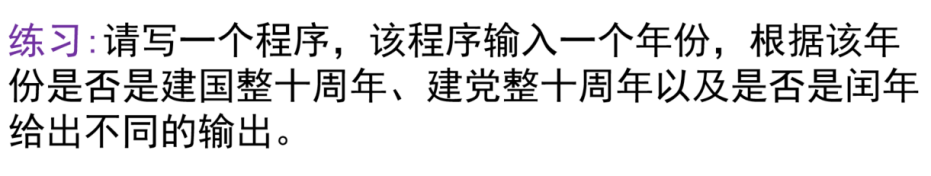 练习:请写一个程序，该程序输入一个年份，根据该年
份是否是建国整十周年、建党整十周年以及是否是闰年
给出不同的输出。